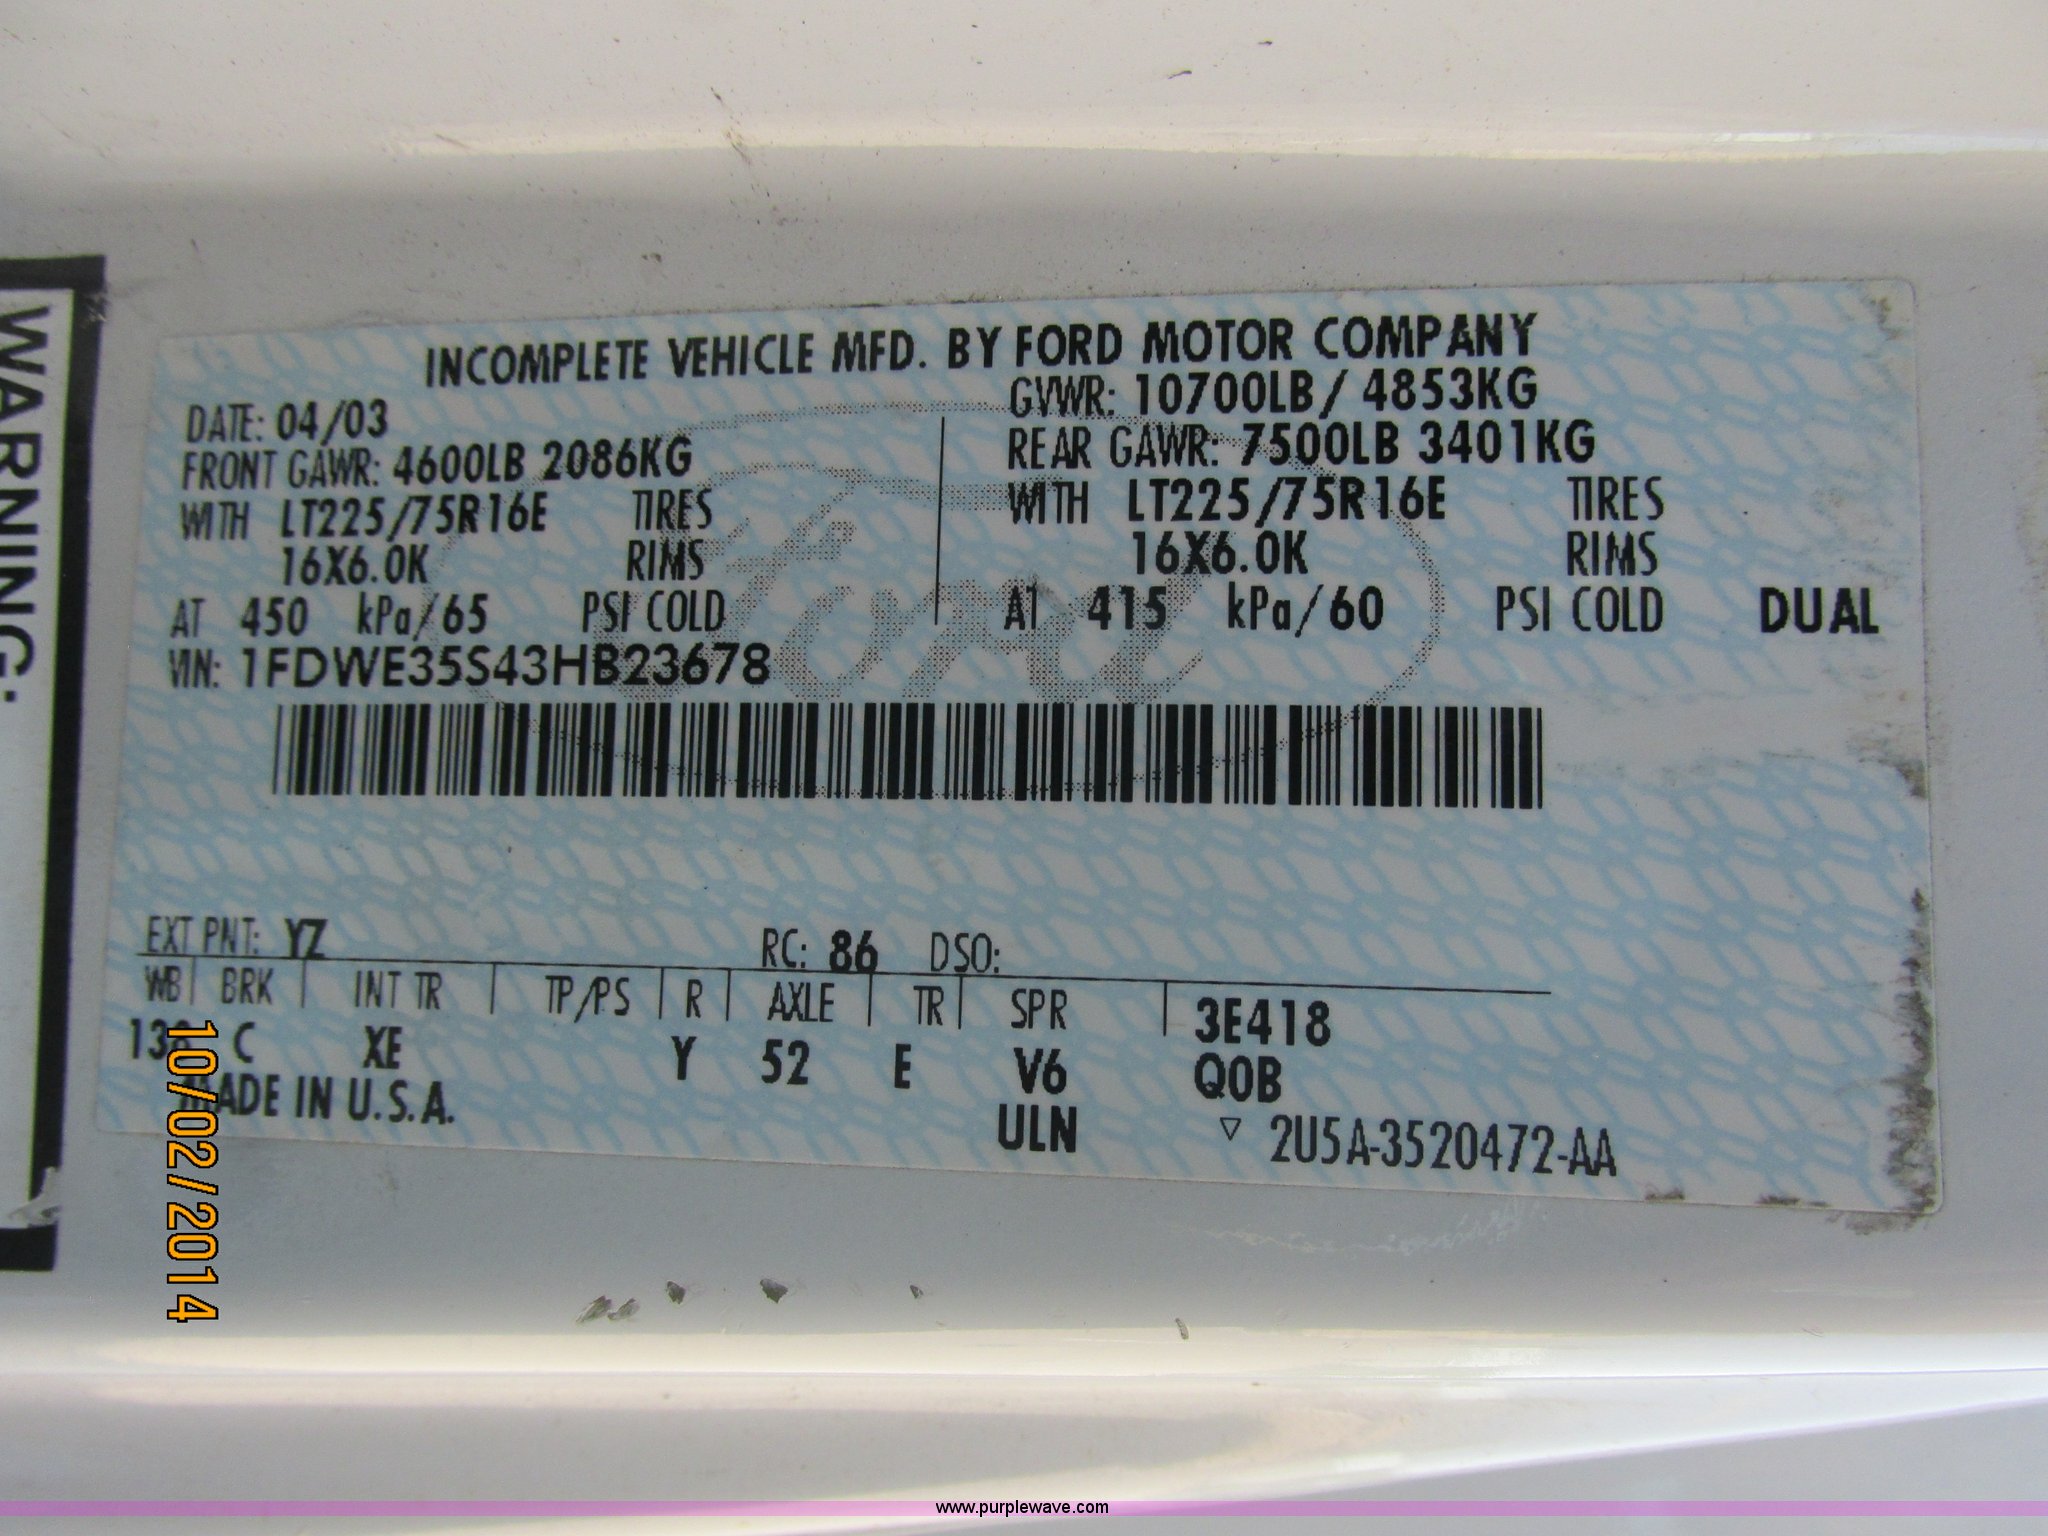 WARNING:
INCOMPLETE VEHICLE MFD. BY FORD MOTOR COMPANY
DATE: 04/03
GVWR: 10700LB/ 4853KG
FRONT GAWR: 4600LB 2086KG
REAR GAWR: 7500LB 3401KG
WITH LT225/75R16E TIRES
WITH LT225/75R16E TIRES
16X6.0K RIMS
16X6.0K RIMS
AT 450 kPa/65 PSI COLD
AT 415 kPa/60 PSI COLD DUAL
VIN: 1FDWE35S43HB23678
Ford
EXT PNT: YZ RC: 86 DSO:
WB BRK INT TR TP/PS R AXLE TR SPR
138 C XE Y 52 E V6 3E418
ULN Q0B
MADE IN U.S.A.
2U5A-3520472-AA
10/02/2014
www.purplewave.com